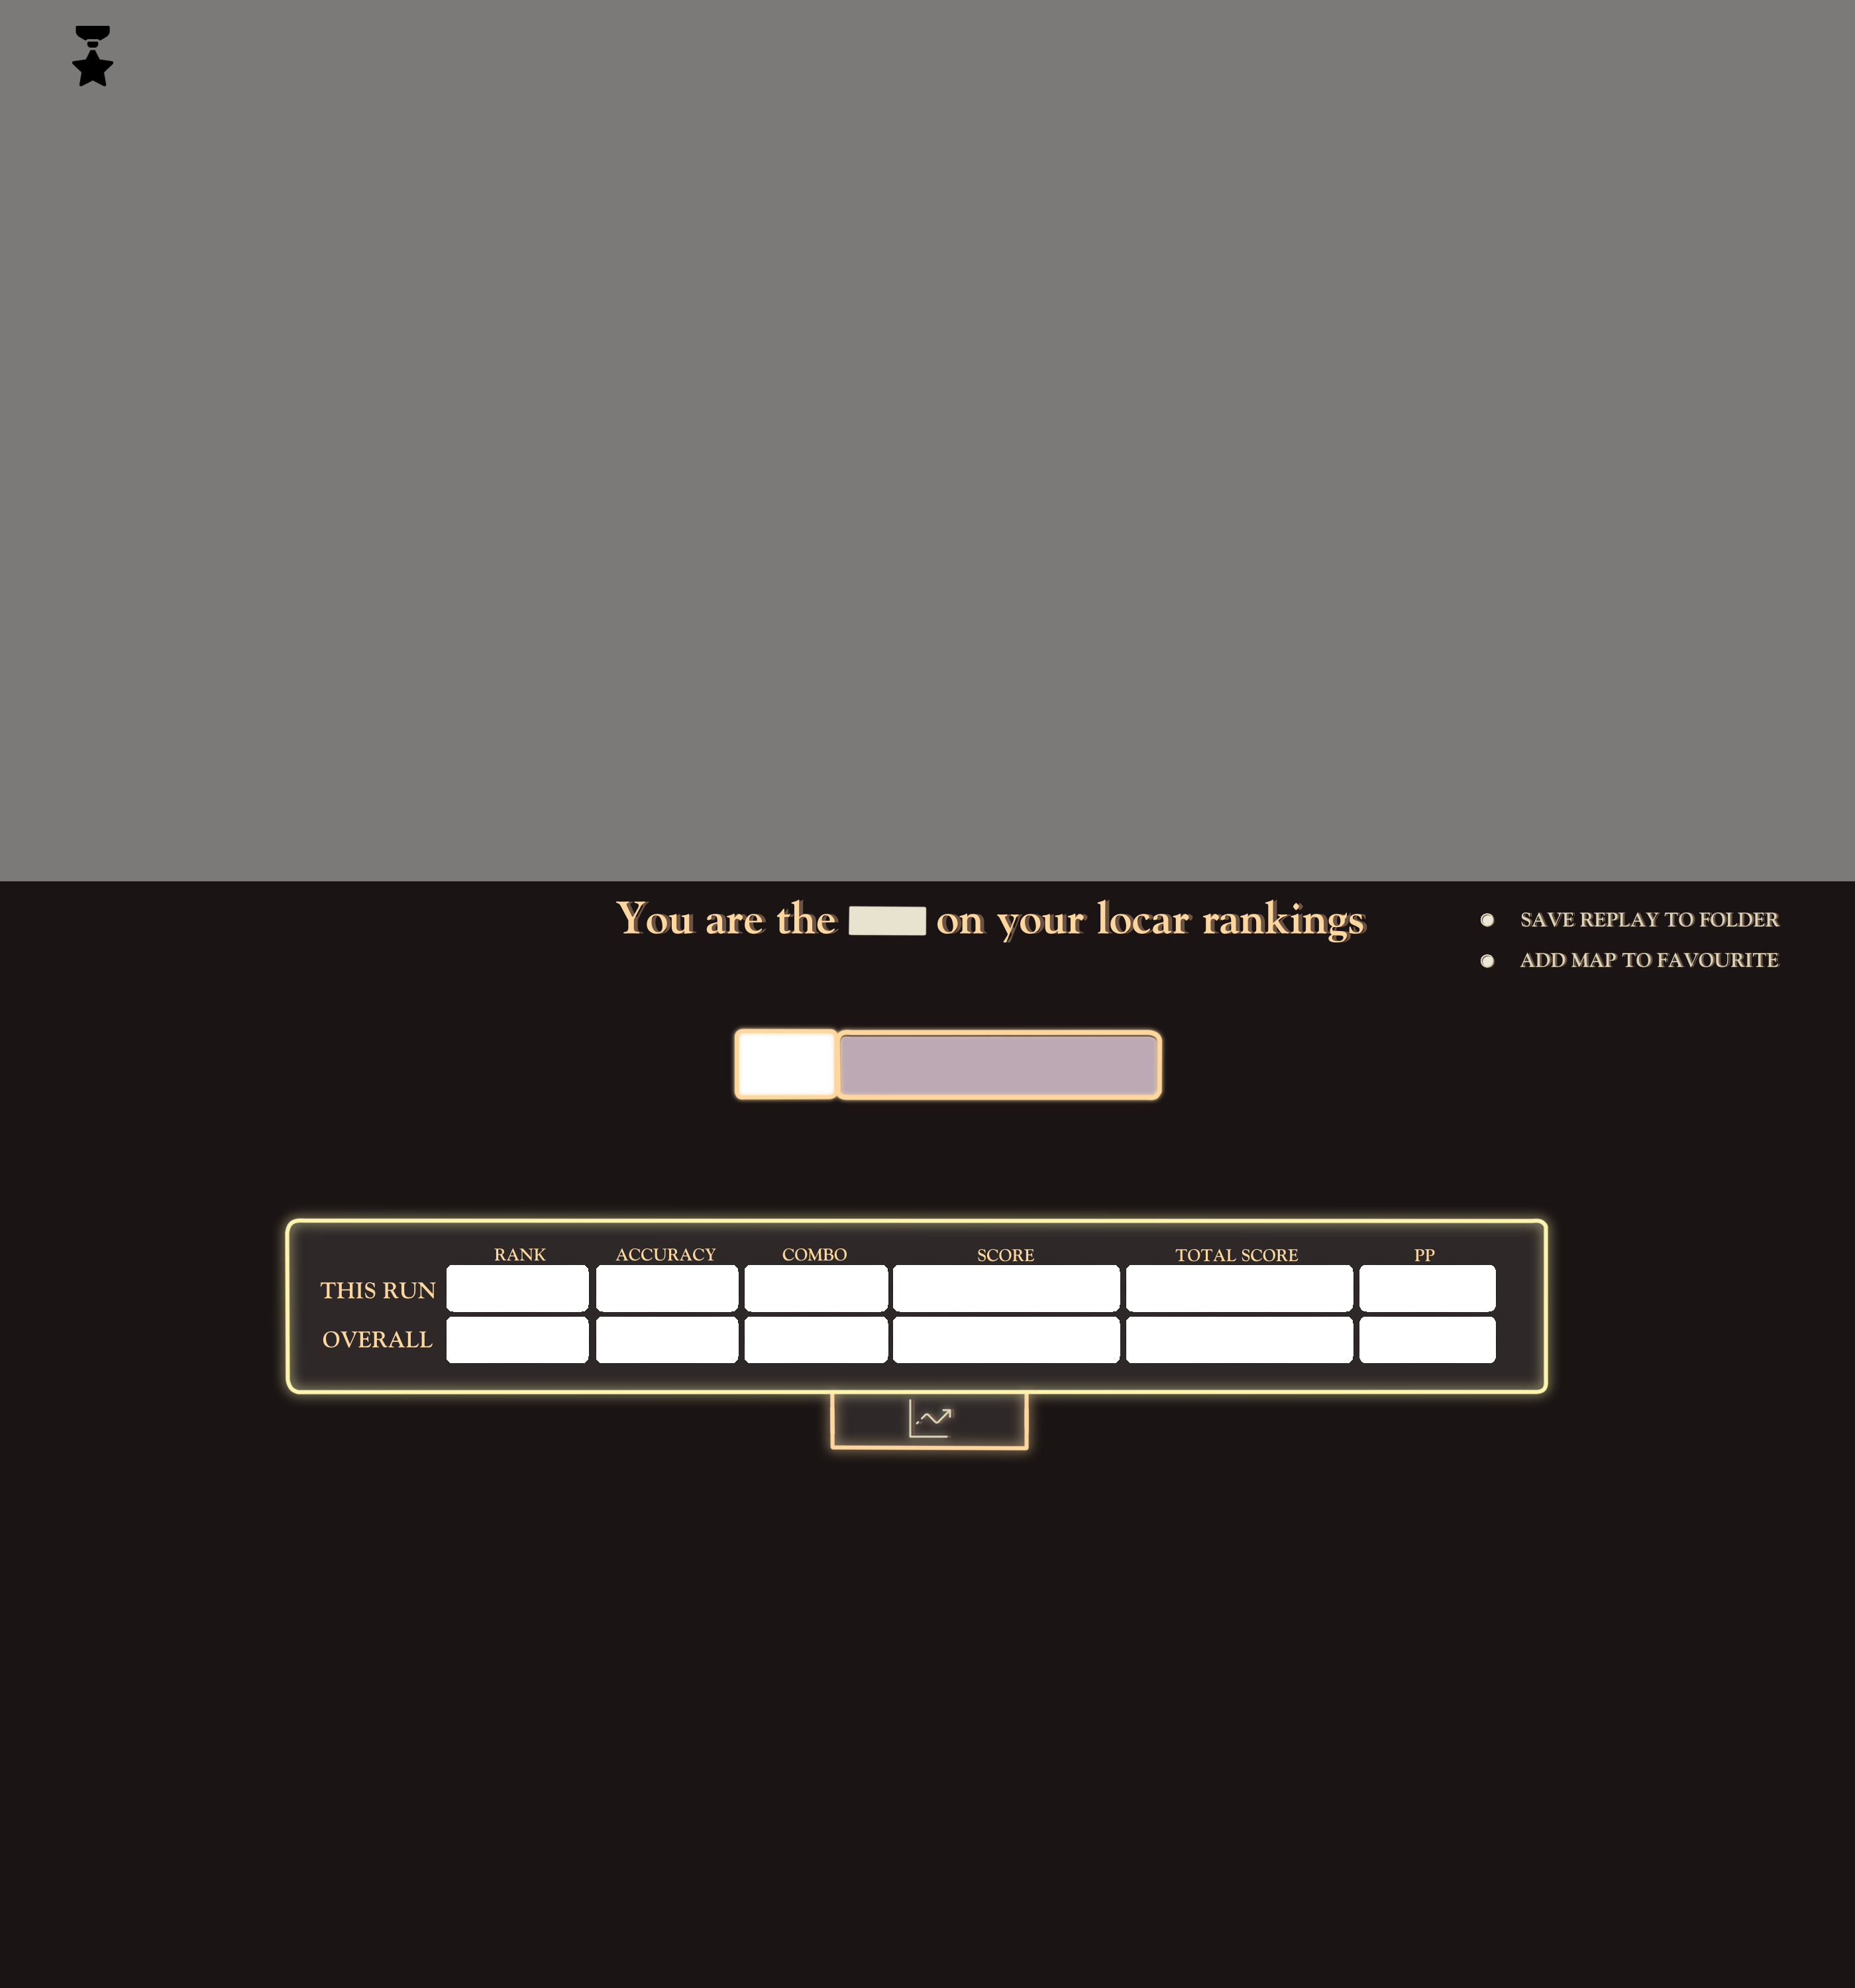 You are the on your locar rankings
SAVE REPLAY TO FOLDER
ADD MAP TO FAVOURITE
RANK ACCURACY COMBO SCORE TOTAL SCORE PP
THIS RUN
OVERALL